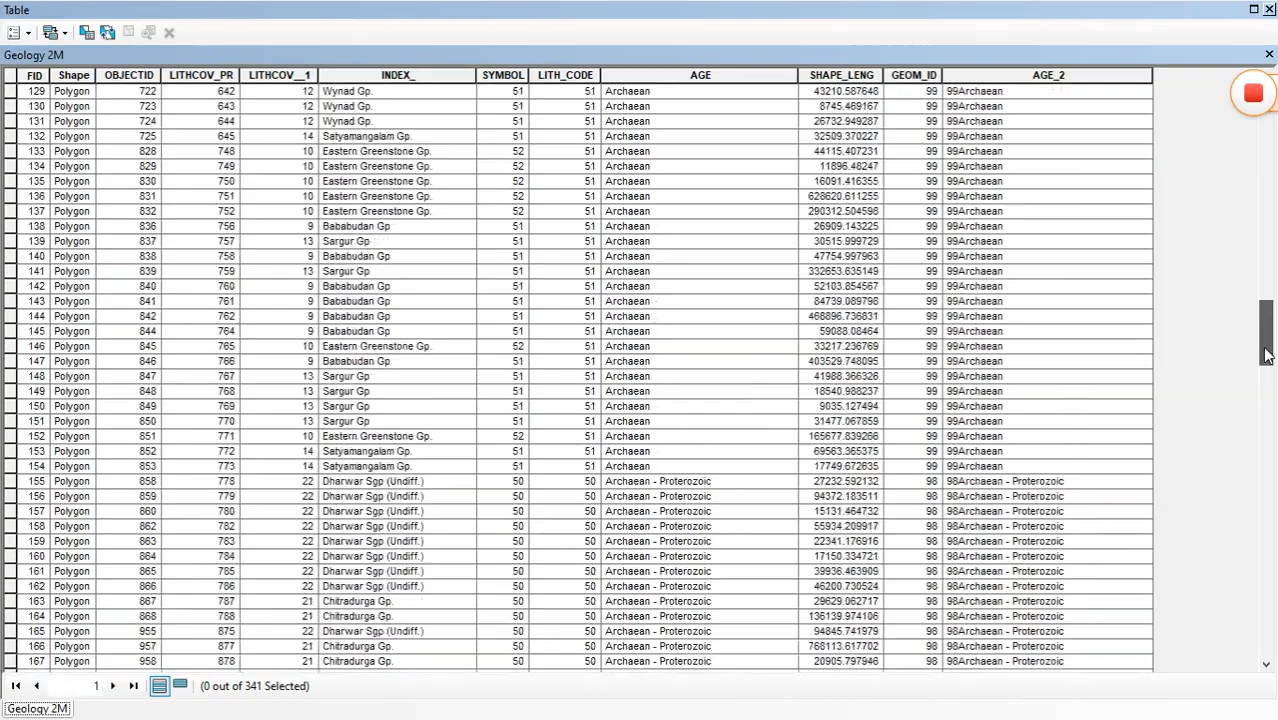 Table
Geology 2M
FID Shape OBJECTID LITHCOV_PR LITHCOV__1 INDEX_ SYMBOL LITH_CODE AGE SHAPE_LENG GEOM_ID AGE_2
129 Polygon 722 642 12 Wynad Gp. 51 51 Archaean 43210.587648 99 99Archaean
130 Polygon 723 643 12 Wynad Gp. 51 51 Archaean 8745.469167 99 99Archaean
131 Polygon 724 644 12 Wynad Gp. 51 51 Archaean 26732.949287 99 99Archaean
132 Polygon 725 645 14 Satyamangalam Gp. 51 51 Archaean 32509.370227 99 99Archaean
133 Polygon 828 748 10 Eastern Greenstone Gp. 52 51 Archaean 44115.407231 99 99Archaean
134 Polygon 829 749 10 Eastern Greenstone Gp. 52 51 Archaean 11896.48247 99 99Archaean
135 Polygon 830 750 10 Eastern Greenstone Gp. 52 51 Archaean 16091.416355 99 99Archaean
136 Polygon 831 751 10 Eastern Greenstone Gp. 52 51 Archaean 628620.611255 99 99Archaean
137 Polygon 832 752 10 Eastern Greenstone Gp. 52 51 Archaean 290312.504598 99 99Archaean
138 Polygon 836 756 9 Bababudan Gp 51 51 Archaean 26909.143225 99 99Archaean
139 Polygon 837 757 13 Sargur Gp 51 51 Archaean 30515.999729 99 99Archaean
140 Polygon 838 758 9 Bababudan Gp 51 51 Archaean 47754.997963 99 99Archaean
141 Polygon 839 759 13 Sargur Gp 51 51 Archaean 332653.635149 99 99Archaean
142 Polygon 840 760 9 Bababudan Gp 51 51 Archaean 52103.854567 99 99Archaean
143 Polygon 841 761 9 Bababudan Gp 51 51 Archaean 84739.089798 99 99Archaean
144 Polygon 842 762 9 Bababudan Gp 51 51 Archaean 468896.736831 99 99Archaean
145 Polygon 844 764 9 Bababudan Gp 51 51 Archaean 59088.08464 99 99Archaean
146 Polygon 845 765 10 Eastern Greenstone Gp. 52 51 Archaean 33217.236769 99 99Archaean
147 Polygon 846 766 9 Bababudan Gp 51 51 Archaean 403529.748095 99 99Archaean
148 Polygon 847 767 13 Sargur Gp 51 51 Archaean 41988.366326 99 99Archaean
149 Polygon 848 768 13 Sargur Gp 51 51 Archaean 18540.988237 99 99Archaean
150 Polygon 849 769 13 Sargur Gp 51 51 Archaean 9035.127494 99 99Archaean
151 Polygon 850 770 13 Sargur Gp 51 51 Archaean 31477.067859 99 99Archaean
152 Polygon 851 771 10 Eastern Greenstone Gp. 52 51 Archaean 165677.839266 99 99Archaean
153 Polygon 852 772 14 Satyamangalam Gp. 51 51 Archaean 69563.365375 99 99Archaean
154 Polygon 853 773 14 Satyamangalam Gp. 51 51 Archaean 17749.672635 99 99Archaean
155 Polygon 858 778 22 Dharwar Sgp (Undiff.) 50 50 Archaean - Proterozoic 27232.592132 98 98Archaean - Proterozoic
156 Polygon 859 779 22 Dharwar Sgp (Undiff.) 50 50 Archaean - Proterozoic 94372.183511 98 98Archaean - Proterozoic
157 Polygon 860 780 22 Dharwar Sgp (Undiff.) 50 50 Archaean - Proterozoic 15131.464732 98 98Archaean - Proterozoic
158 Polygon 862 782 22 Dharwar Sgp (Undiff.) 50 50 Archaean - Proterozoic 55934.209917 98 98Archaean - Proterozoic
159 Polygon 863 783 22 Dharwar Sgp (Undiff.) 50 50 Archaean - Proterozoic 22341.176916 98 98Archaean - Proterozoic
160 Polygon 864 784 22 Dharwar Sgp (Undiff.) 50 50 Archaean - Proterozoic 17150.334721 98 98Archaean - Proterozoic
161 Polygon 865 785 22 Dharwar Sgp (Undiff.) 50 50 Archaean - Proterozoic 39936.463909 98 98Archaean - Proterozoic
162 Polygon 866 786 22 Dharwar Sgp (Undiff.) 50 50 Archaean - Proterozoic 46200.730524 98 98Archaean - Proterozoic
163 Polygon 867 787 21 Chitradurga Gp. 50 50 Archaean - Proterozoic 29629.062717 98 98Archaean - Proterozoic
164 Polygon 868 788 21 Chitradurga Gp. 50 50 Archaean - Proterozoic 136139.974106 98 98Archaean - Proterozoic
165 Polygon 955 875 22 Dharwar Sgp (Undiff.) 50 50 Archaean - Proterozoic 94845.741979 98 98Archaean - Proterozoic
166 Polygon 957 877 21 Chitradurga Gp. 50 50 Archaean - Proterozoic 768113.617702 98 98Archaean - Proterozoic
167 Polygon 958 878 21 Chitradurga Gp. 50 50 Archaean - Proterozoic 20905.797946 98 98Archaean - Proterozoic
1 (0 out of 341 Selected)
Geology 2M